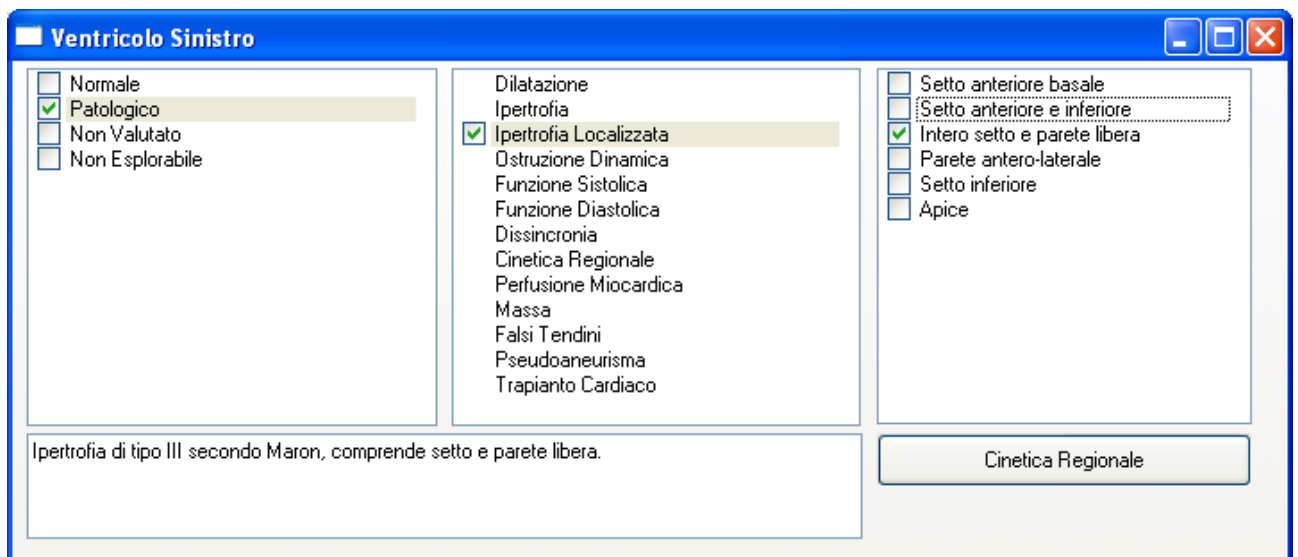 Ventricolo Sinistro
Normale
Patologico
Non Valutato
Non Esplorabile
Dilatazione
Ipertrofia
Ipertrofia Localizzata
Ostruzione Dinamica
Funzione Sistolica
Funzione Diastolica
Dissincronia
Cinetica Regionale
Perfusione Miocardica
Massa
Falsi Tendini
Pseudoaneurisma
Trapianto Cardiaco
Setto anteriore basale
Setto anteriore e inferiore
Intero setto e parete libera
Parete antero-laterale
Setto inferiore
Apice
Ipertrofia di tipo III secondo Maron, comprende setto e parete libera.
Cinetica Regionale